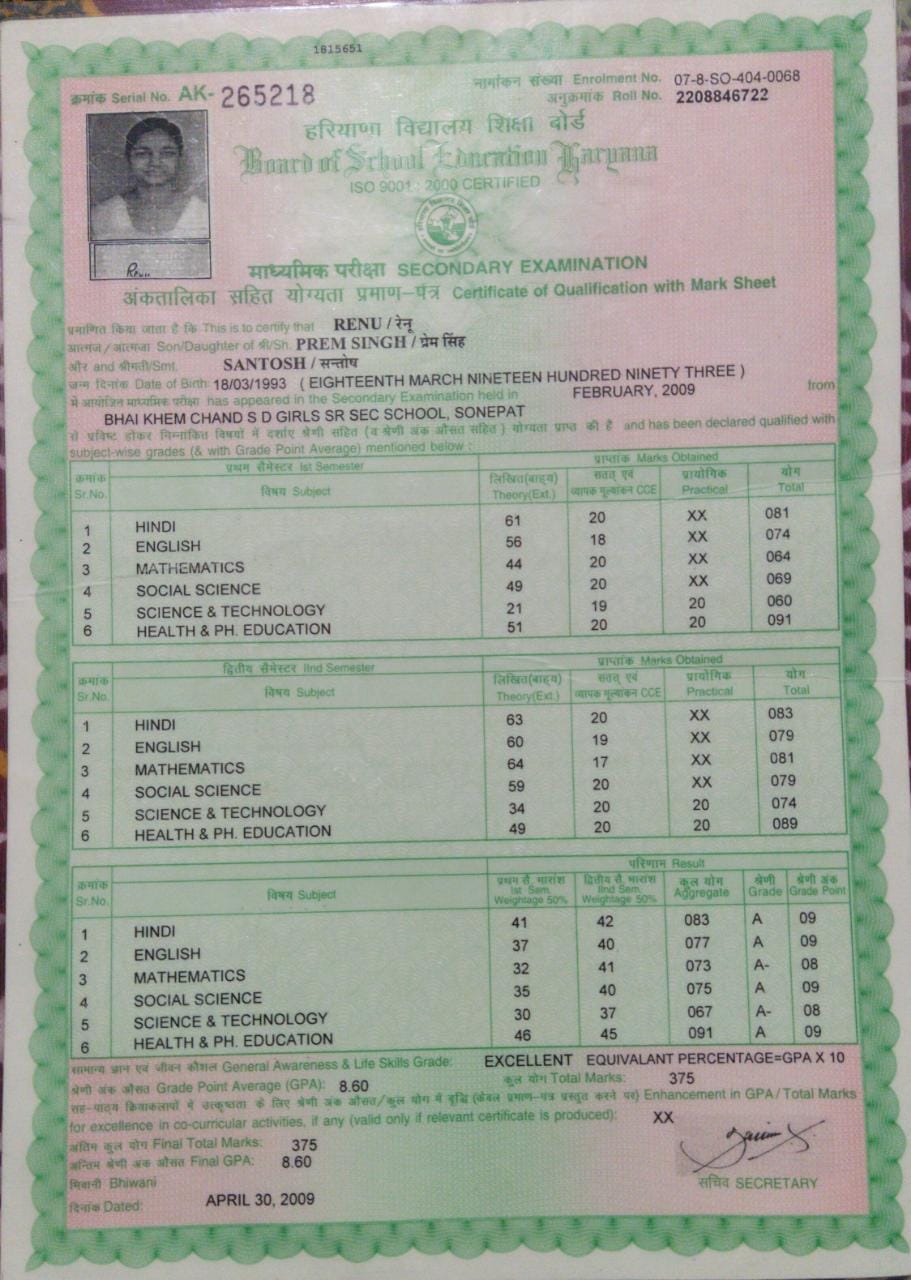 1815651
क्रमांक Serial No. AK- 265218
नामांकन संख्या Enrolment No. 07-8-SO-404-0068
अनुक्रमांक Roll No. 2208846722
हरियाणा विद्यालय शिक्षा बोर्ड
Board of School Education Haryana
ISO 9001 : 2000 CERTIFIED
Renu
माध्यमिक परीक्षा SECONDARY EXAMINATION
अंकतालिका सहित योग्यता प्रमाण-पत्र Certificate of Qualification with Mark Sheet
प्रमाणित किया जाता है कि This is to certify that RENU / रेनू
आत्मज / आत्मजा Son/Daughter of श्री/Sh. PREM SINGH / प्रेम सिंह
और and श्रीमती/Smt. SANTOSH / सन्तोष
जन्म दिनांक Date of Birth: 18/03/1993 ( EIGHTEENTH MARCH NINETEEN HUNDRED NINETY THREE )
में आयोजित माध्यमिक परीक्षा has appeared in the Secondary Examination held in FEBRUARY, 2009 from
BHAI KHEM CHAND S D GIRLS SR SEC SCHOOL, SONEPAT
से प्रविष्ट होकर निम्नांकित विषयों में दर्शाए श्रेणी सहित (व श्रेणी अंक औसत सहित) योग्यता प्राप्त की है and has been declared qualified with
subject-wise grades (& with Grade Point Average) mentioned below :
प्रथम सैमेस्टर Ist Semester प्राप्तांक Marks Obtained
क्रमांक Sr.No. विषय Subject लिखित(बाह्य) Theory(Ext.) सतत् एवं व्यापक मूल्यांकन CCE प्रायोगिक Practical योग Total
1 HINDI 61 20 XX 081
2 ENGLISH 56 18 XX 074
3 MATHEMATICS 44 20 XX 064
4 SOCIAL SCIENCE 49 20 XX 069
5 SCIENCE & TECHNOLOGY 21 19 20 060
6 HEALTH & PH. EDUCATION 51 20 20 091
द्वितीय सैमेस्टर IInd Semester प्राप्तांक Marks Obtained
क्रमांक Sr.No. विषय Subject लिखित(बाह्य) Theory(Ext.) सतत् एवं व्यापक मूल्यांकन CCE प्रायोगिक Practical योग Total
1 HINDI 63 20 XX 083
2 ENGLISH 60 19 XX 079
3 MATHEMATICS 64 17 XX 081
4 SOCIAL SCIENCE 59 20 XX 079
5 SCIENCE & TECHNOLOGY 34 20 20 074
6 HEALTH & PH. EDUCATION 49 20 20 089
परिणाम Result
क्रमांक Sr.No. विषय Subject प्रथम सै. सारांश Ist Sem. Weightage 50% द्वितीय सै. सारांश IInd Sem. Weightage 50% कुल योग Aggregate श्रेणी Grade श्रेणी अंक Grade Point
1 HINDI 41 42 083 A 09
2 ENGLISH 37 40 077 A 09
3 MATHEMATICS 32 41 073 A- 08
4 SOCIAL SCIENCE 35 40 075 A 09
5 SCIENCE & TECHNOLOGY 30 37 067 A- 08
6 HEALTH & PH. EDUCATION 46 45 091 A 09
सामान्य ज्ञान एवं जीवन कौशल General Awareness & Life Skills Grade: EXCELLENT EQUIVALANT PERCENTAGE=GPA X 10
श्रेणी अंक औसत Grade Point Average (GPA): 8.60 कुल योग Total Marks: 375
सह-पाठ्य क्रियाकलापों में उत्कृष्टता के लिए श्रेणी अंक औसत/कुल योग में वृद्धि (केवल प्रमाण-पत्र प्रस्तुत करने पर) Enhancement in GPA / Total Marks
for excellence in co-curricular activities, if any (valid only if relevant certificate is produced): XX
अंतिम कुल योग Final Total Marks: 375
अन्तिम श्रेणी अंक औसत Final GPA: 8.60
भिवानी Bhiwani
सचिव SECRETARY
दिनांक Dated: APRIL 30, 2009